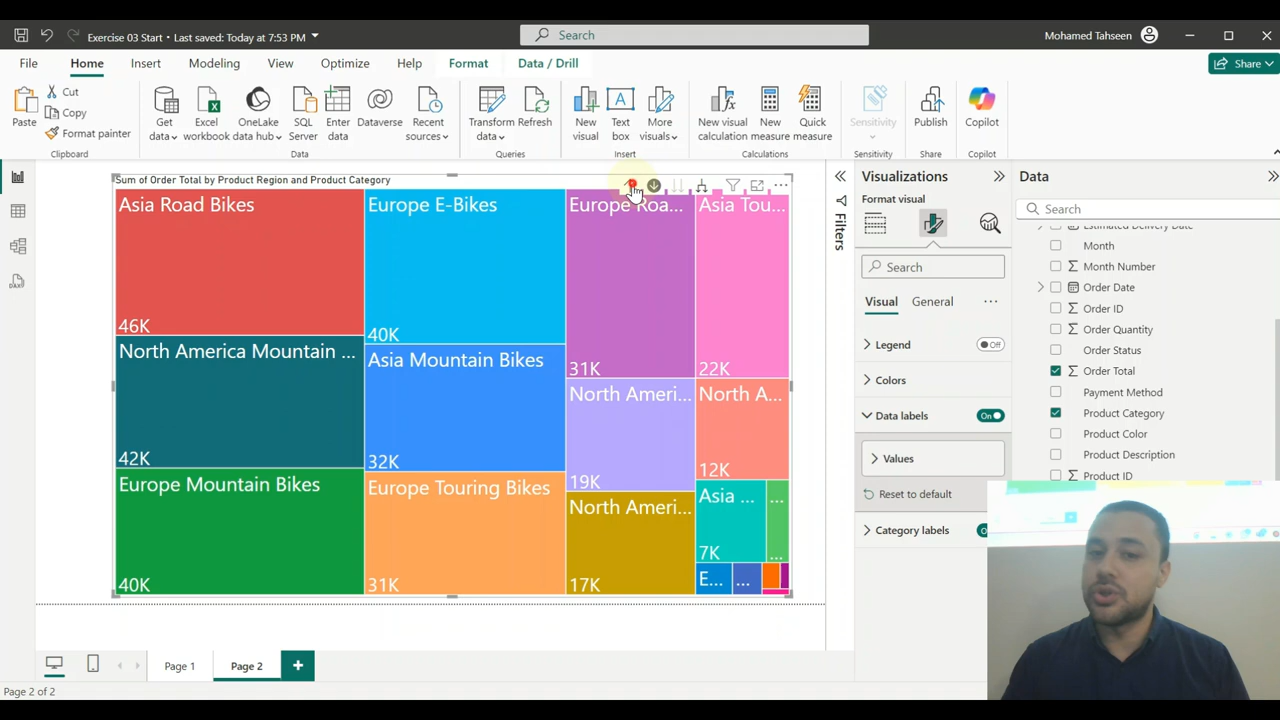 Exercise 03 Start • Last saved: Today at 7:53 PM
Search
Mohamed Tahseen
File Home Insert Modeling View Optimize Help Format Data / Drill
Share
Paste
Cut
Copy
Format painter
Get data
Excel workbook
OneLake data hub
SQL Server
Enter data
Dataverse
Recent sources
Transform data
Refresh
New visual
Text box
More visuals
New visual calculation
New measure
Quick measure
Sensitivity
Publish
Copilot
Clipboard
Data
Queries
Insert
Calculations
Sensitivity
Share
Copilot
Sum of Order Total by Product Region and Product Category
Asia Road Bikes
46K
North America Mountain ...
42K
Europe Mountain Bikes
40K
Europe E-Bikes
40K
Asia Mountain Bikes
32K
Europe Touring Bikes
31K
Europe Roa...
31K
North Ameri...
19K
North Ameri...
17K
Asia Tou...
22K
North A...
12K
Asia ...
7K
...
...
E...
...
Filters
Visualizations
Format visual
Search
Visual
General
...
Legend
Off
Colors
Data labels
On
Values
Reset to default
Category labels
Data
Search
Estimated Delivery Date
Month
Month Number
Order Date
Order ID
Order Quantity
Order Status
Order Total
Payment Method
Product Category
Product Color
Product Description
Product ID
Page 1
Page 2
Page 2 of 2